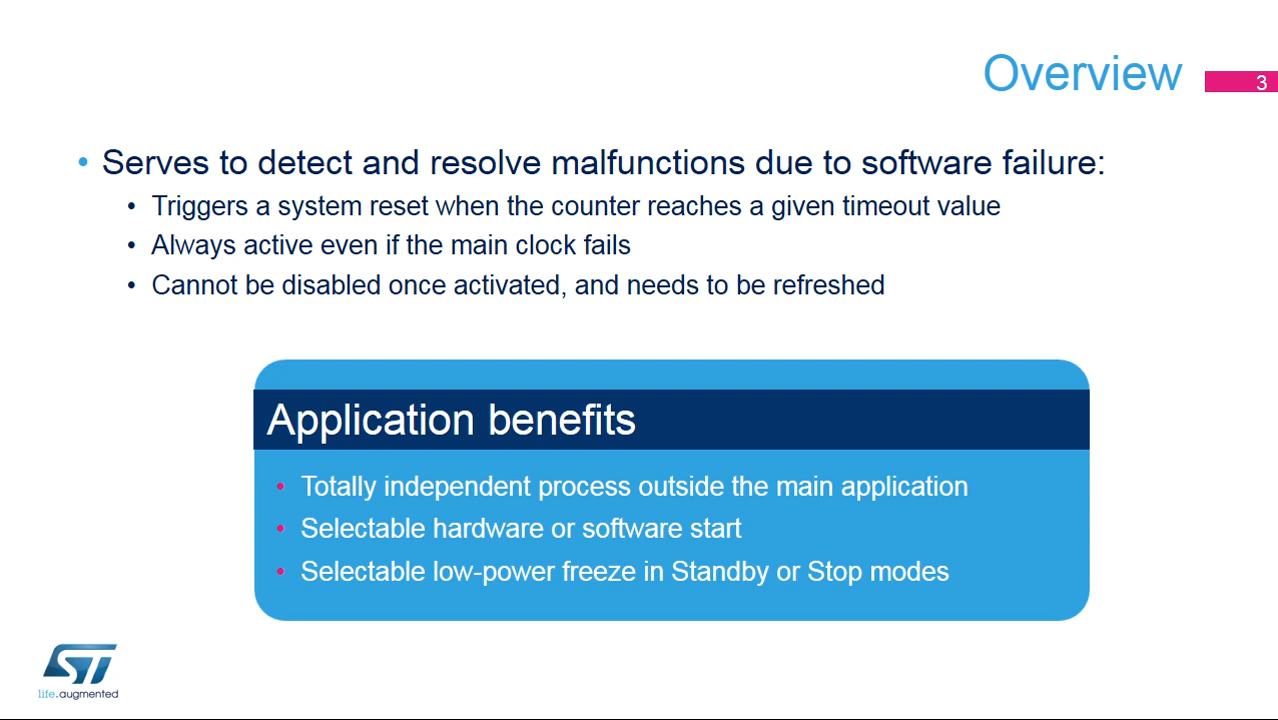 Overview
3
• Serves to detect and resolve malfunctions due to software failure:
• Triggers a system reset when the counter reaches a given timeout value
• Always active even if the main clock fails
• Cannot be disabled once activated, and needs to be refreshed
Application benefits
• Totally independent process outside the main application
• Selectable hardware or software start
• Selectable low-power freeze in Standby or Stop modes
ST
life.augmented